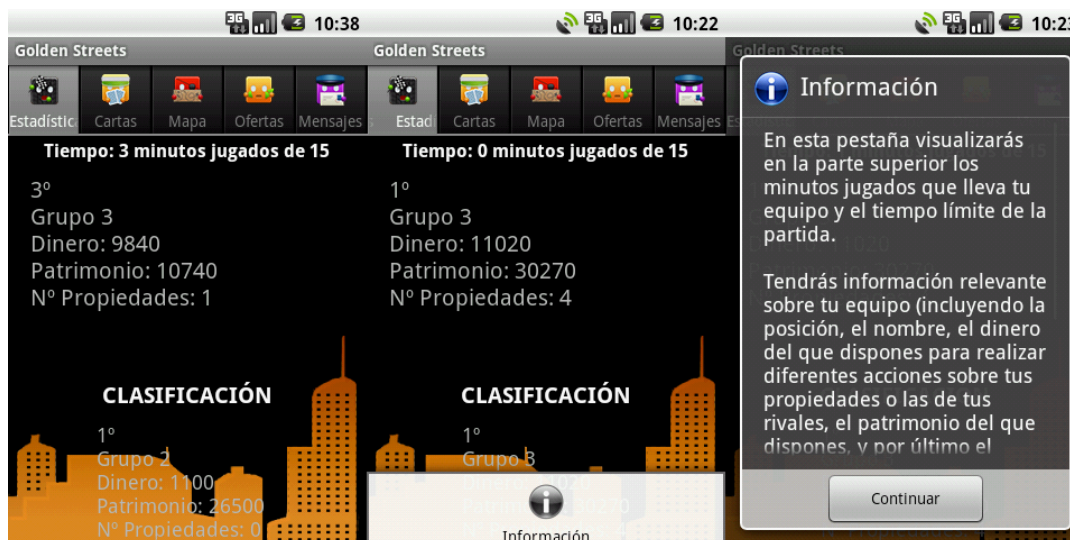 3G 10:38
Golden Streets
Estadístic
Cartas
Mapa
Ofertas
Mensajes
Tiempo: 3 minutos jugados de 15
3º
Grupo 3
Dinero: 9840
Patrimonio: 10740
Nº Propiedades: 1
CLASIFICACIÓN
1º
Grupo 2
Dinero: 1100
Patrimonio: 26500
Nº Propiedades: 0
3G 10:22
Golden Streets
Estad
Cartas
Mapa
Ofertas
Mensajes
Tiempo: 0 minutos jugados de 15
1º
Grupo 3
Dinero: 11020
Patrimonio: 30270
Nº Propiedades: 4
CLASIFICACIÓN
1º
Grupo 3
Información
3G 10:23
Golden Streets
Información
En esta pestaña visualizarás
en la parte superior los
minutos jugados que lleva tu
equipo y el tiempo límite de la
partida.
Tendrás información relevante
sobre tu equipo (incluyendo la
posición, el nombre, el dinero
del que dispones para realizar
diferentes acciones sobre tus
propiedades o las de tus
rivales, el patrimonio del que
dispones, y por último el
Continuar